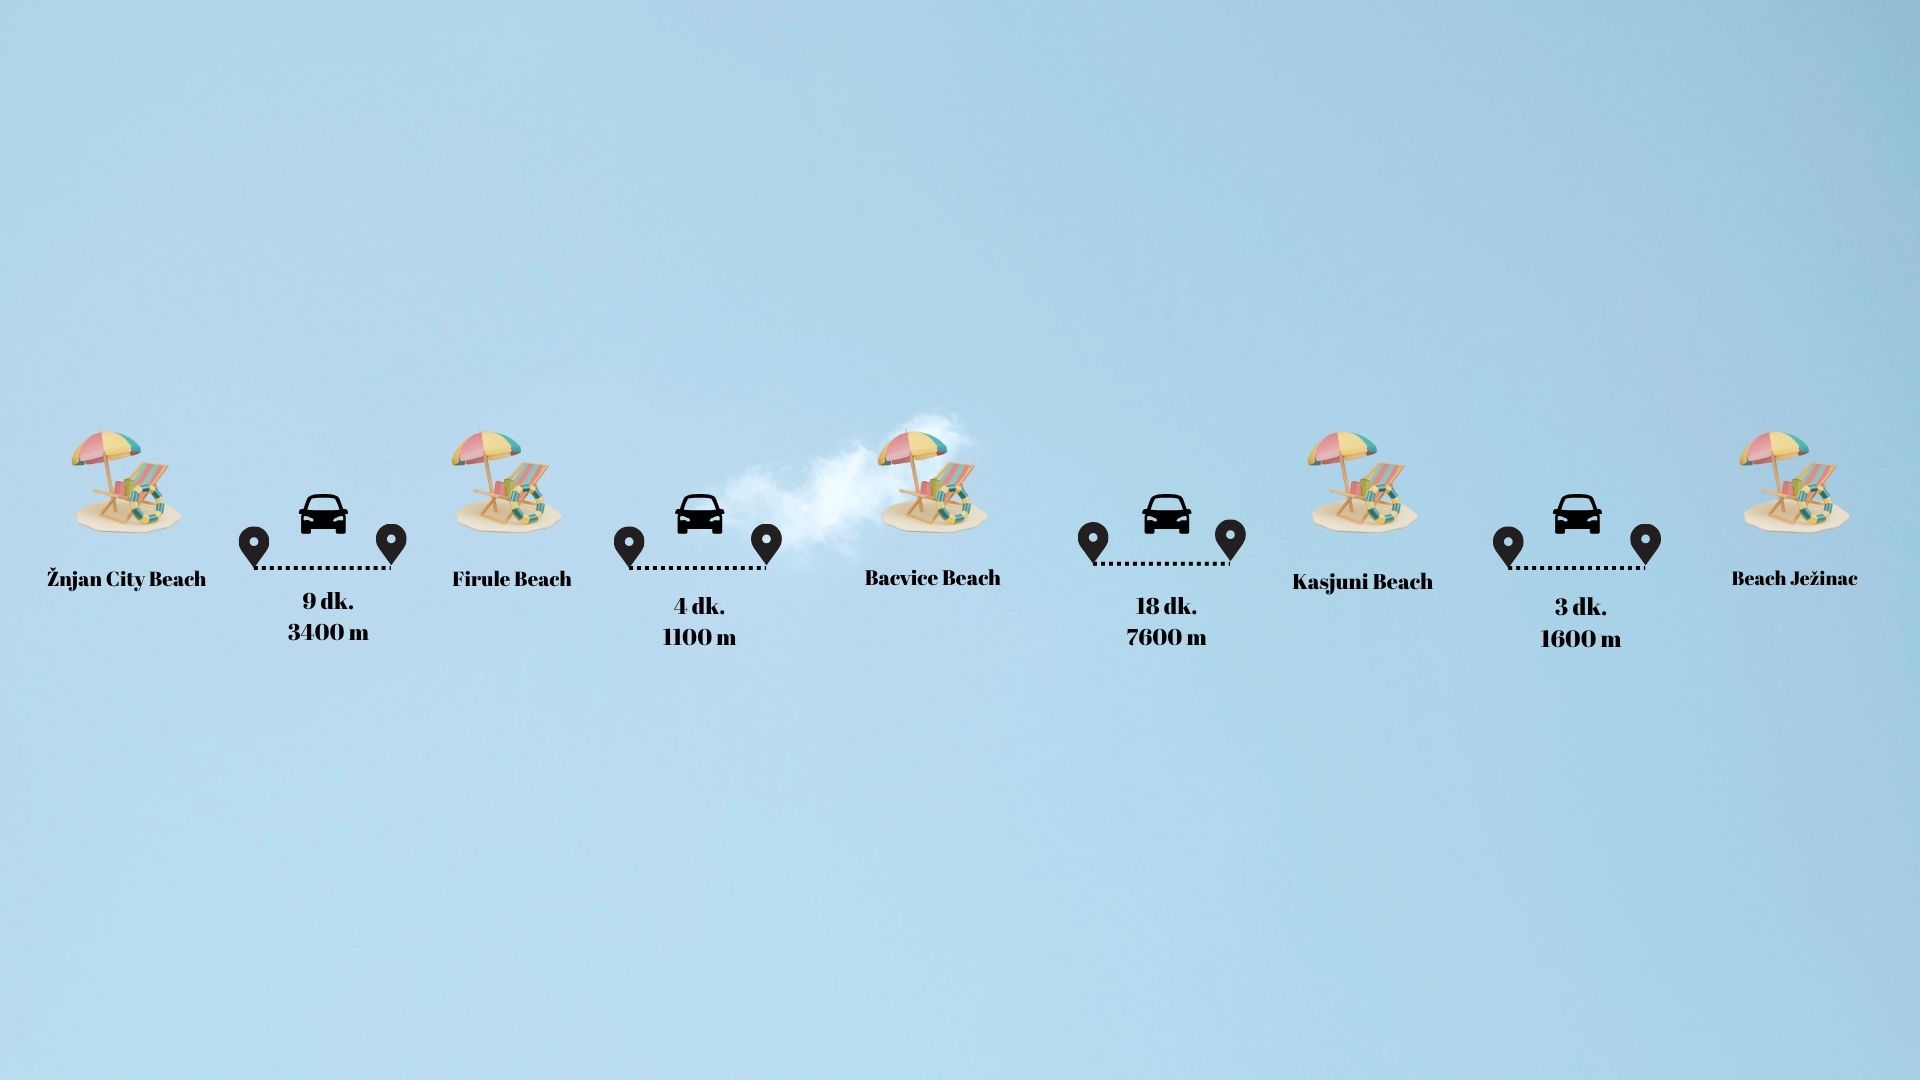 Žnjan City Beach
9 dk.
3400 m
Firule Beach
4 dk.
1100 m
Bacvice Beach
18 dk.
7600 m
Kasjuni Beach
3 dk.
1600 m
Beach Ježinac